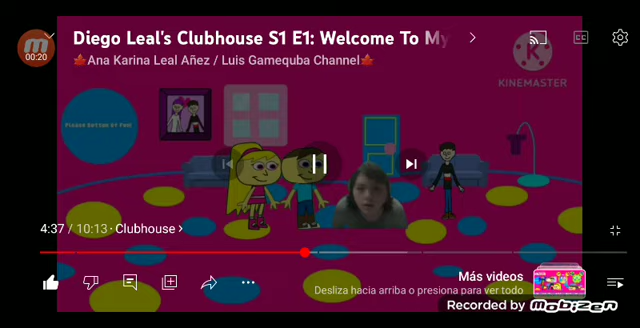 Diego Leal's Clubhouse S1 E1: Welcome To My
CC
00:20
🍁Ana Karina Leal Añez / Luis Gamequba Channel🍁
KINEMASTER
4:37 / 10:13 · Clubhouse
Más videos
Desliza hacia arriba o presiona para ver todo
Recorded by Mobizen